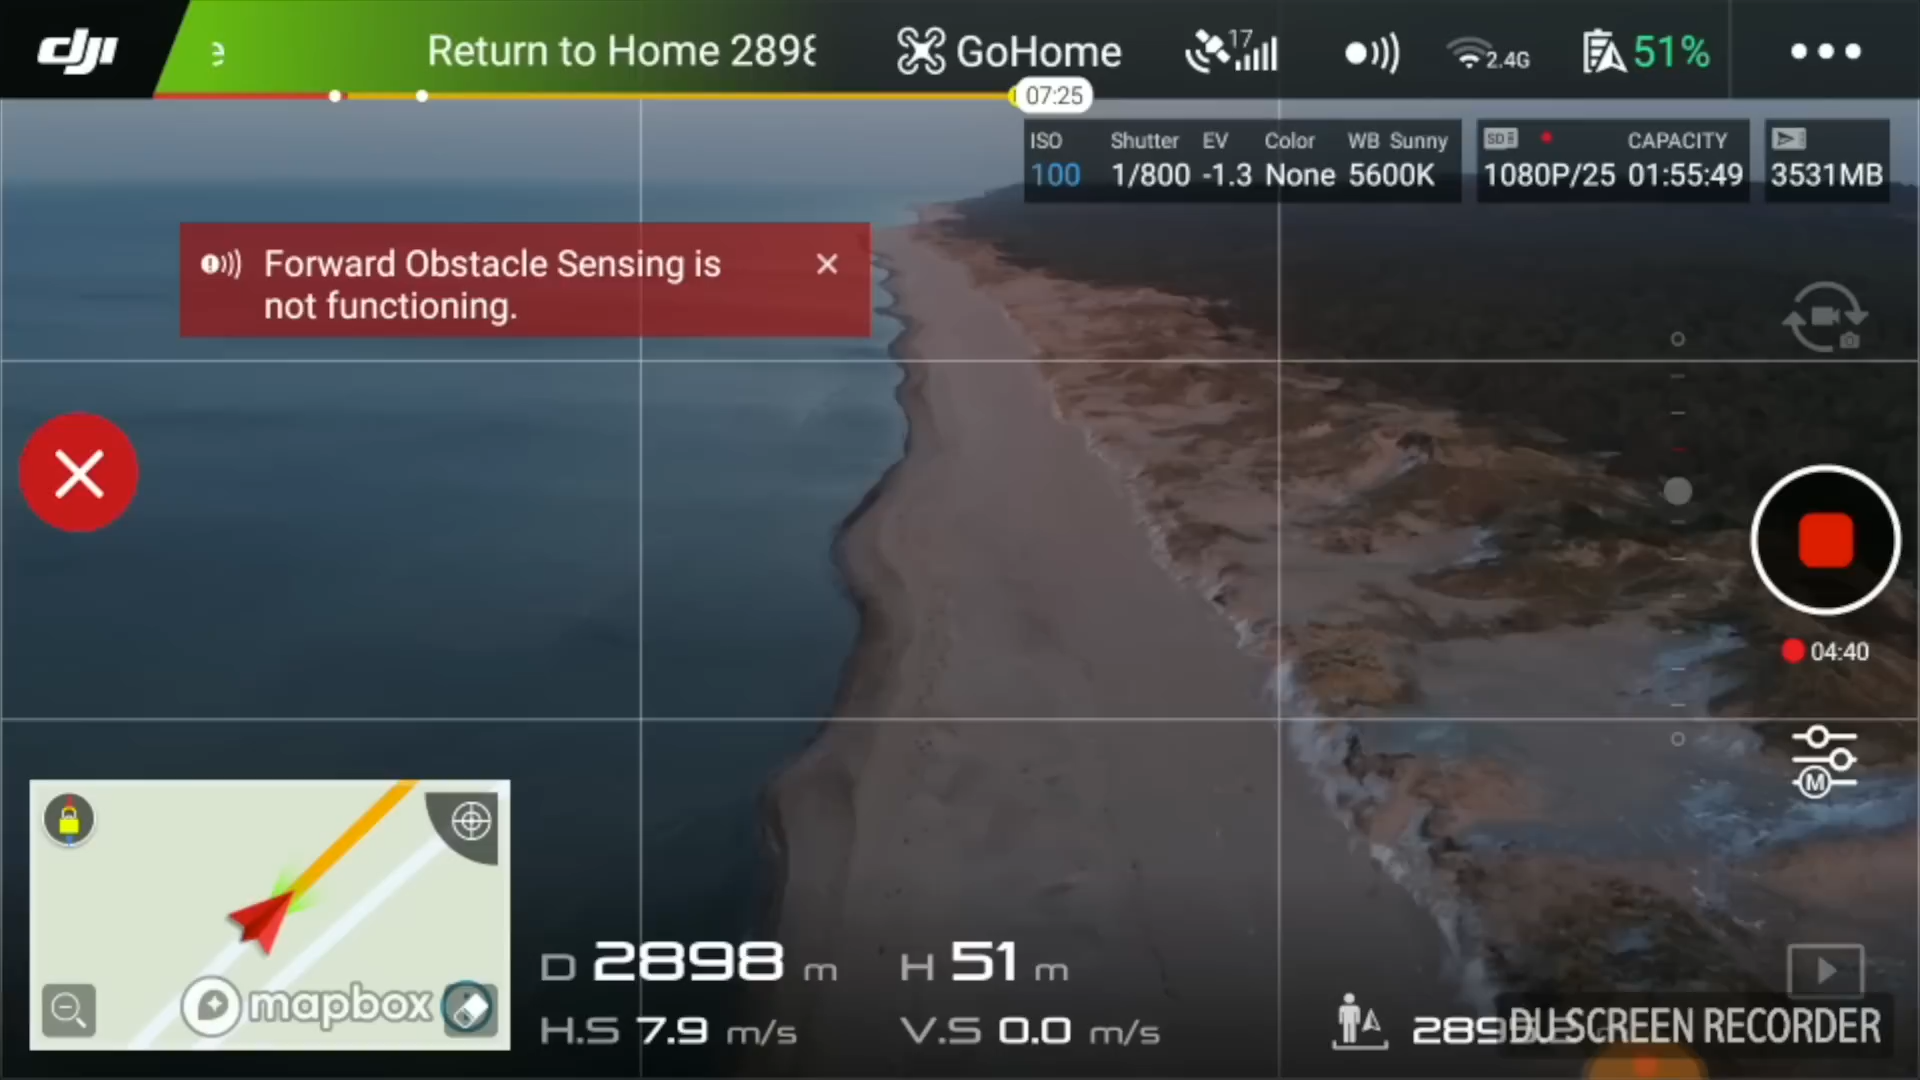 dji
e Return to Home 2898 GoHome 17 2.4G 51%
07:25
ISO Shutter EV Color WB Sunny SD CAPACITY
100 1/800 -1.3 None 5600K 1080P/25 01:55:49 3531MB
Forward Obstacle Sensing is
not functioning.
04:40
M
mapbox
D 2898 m H 51 m
H.S 7.9 m/s V.S 0.0 m/s
DU SCREEN RECORDER